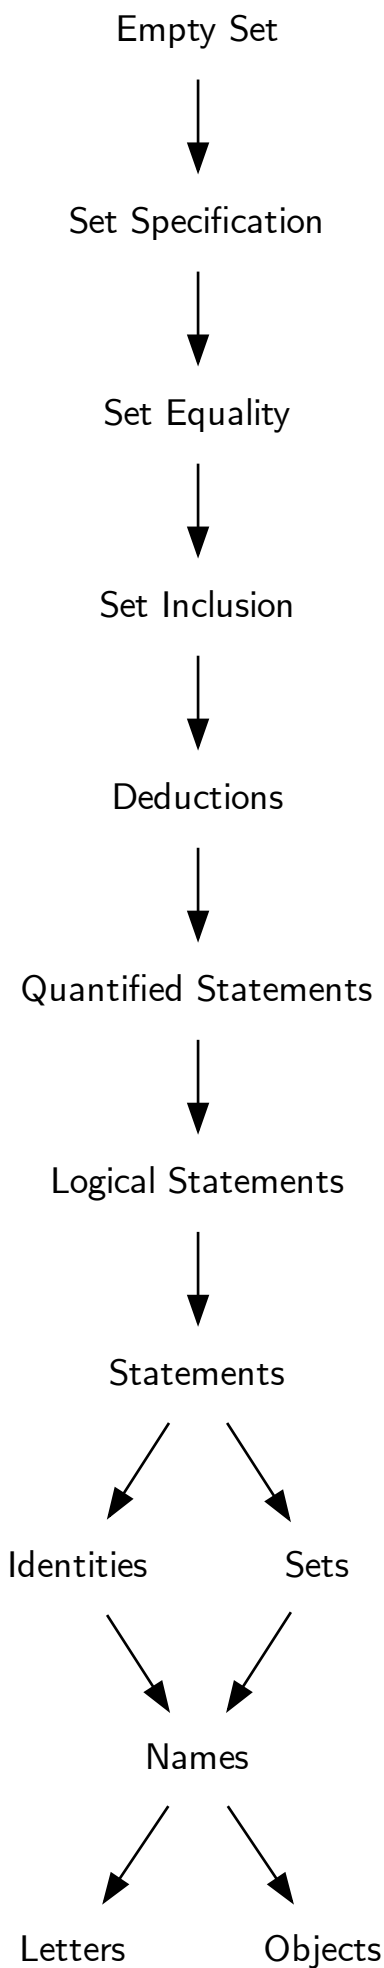 Empty Set
Set Specification
Set Equality
Set Inclusion
Deductions
Quantified Statements
Logical Statements
Statements
Identities Sets
Names
Letters Objects